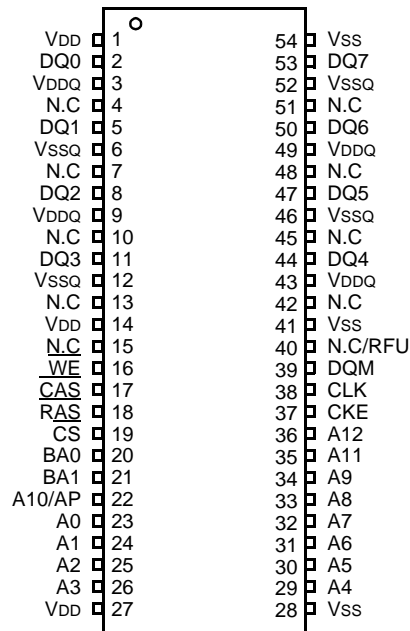 VDD 1 54 VSS
DQ0 2 53 DQ7
VDDQ 3 52 VSSQ
N.C 4 51 N.C
DQ1 5 50 DQ6
VSSQ 6 49 VDDQ
N.C 7 48 N.C
DQ2 8 47 DQ5
VDDQ 9 46 VSSQ
N.C 10 45 N.C
DQ3 11 44 DQ4
VSSQ 12 43 VDDQ
N.C 13 42 N.C
VDD 14 41 VSS
N.C 15 40 N.C/RFU
WE 16 39 DQM
CAS 17 38 CLK
RAS 18 37 CKE
CS 19 36 A12
BA0 20 35 A11
BA1 21 34 A9
A10/AP 22 33 A8
A0 23 32 A7
A1 24 31 A6
A2 25 30 A5
A3 26 29 A4
VDD 27 28 VSS